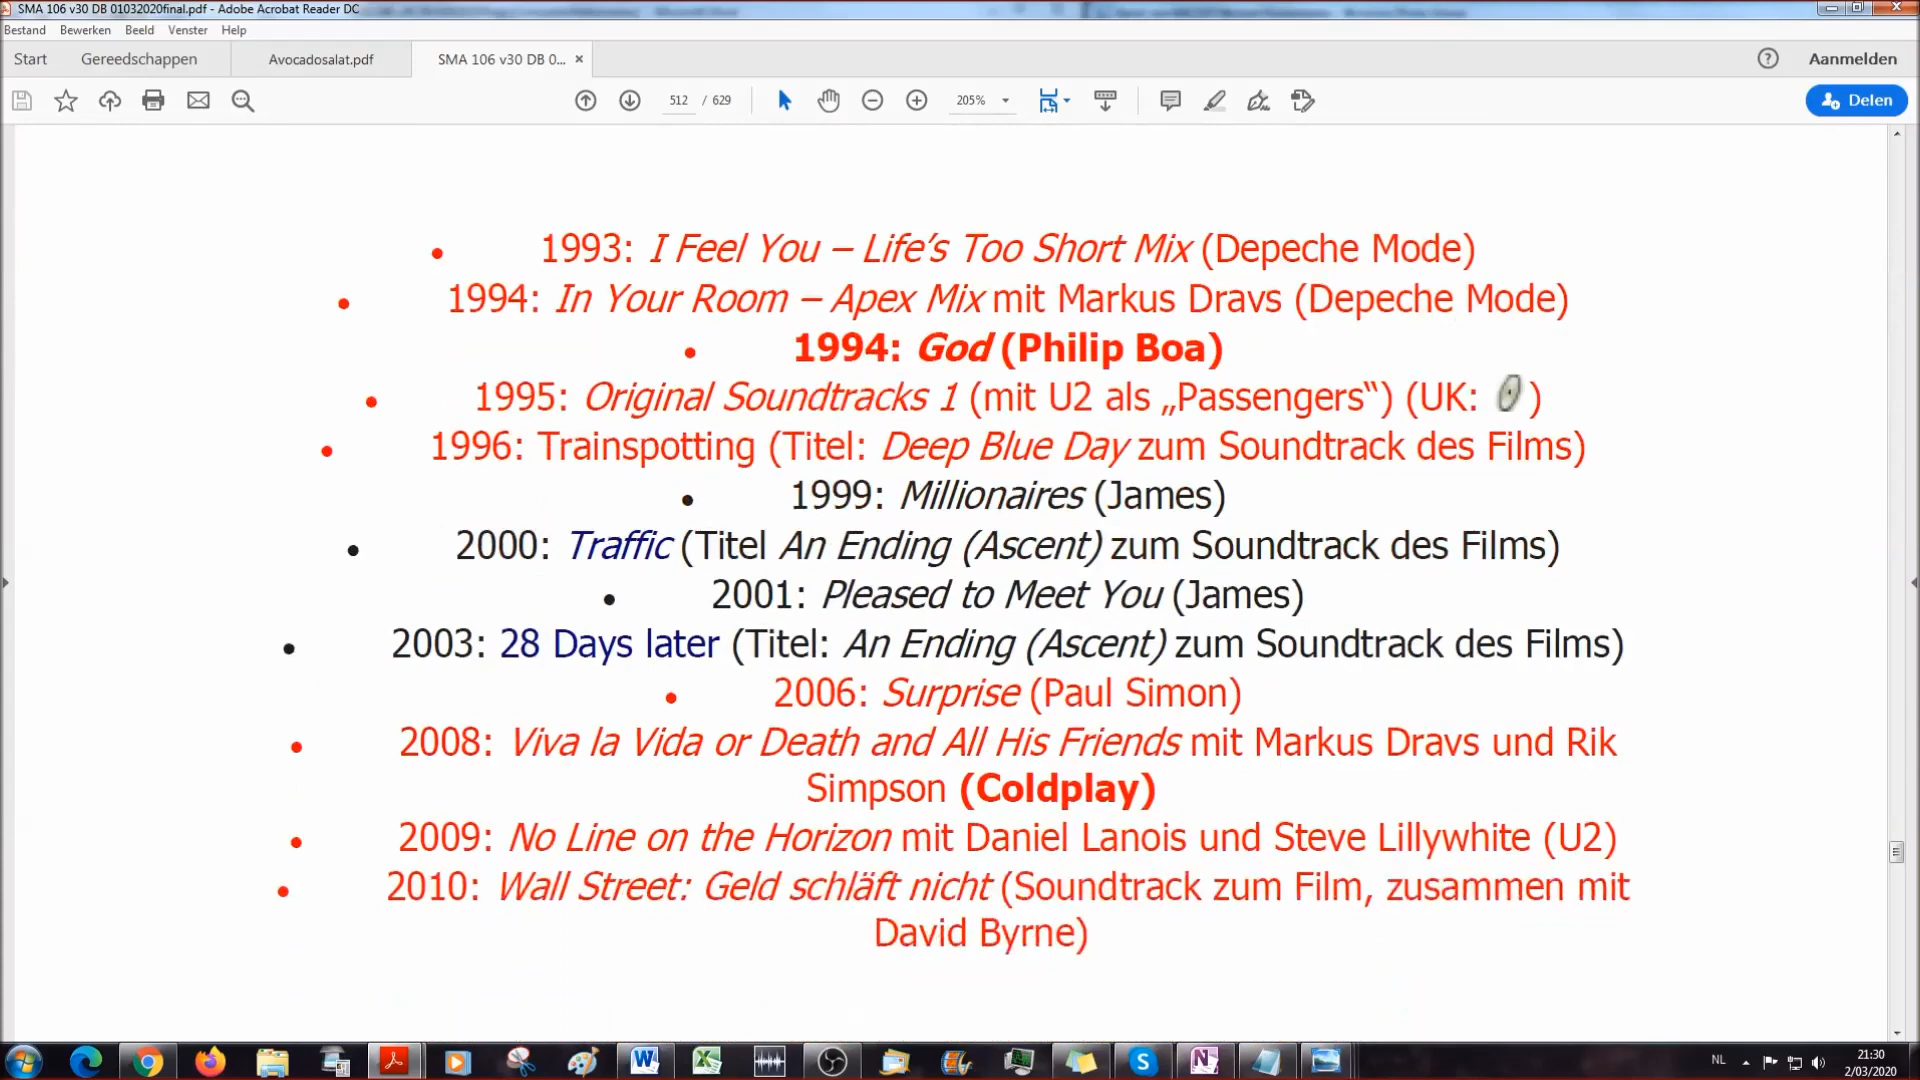 SMA 106 v30 DB 01032020final.pdf - Adobe Acrobat Reader DC
Bestand Bewerken Beeld Venster Help
Start Gereedschappen Avocadosalat.pdf SMA 106 v30 DB 0... × Aanmelden
512 / 629 205% Delen
• 1993: I Feel You – Life’s Too Short Mix (Depeche Mode)
• 1994: In Your Room – Apex Mix mit Markus Dravs (Depeche Mode)
• 1994: God (Philip Boa)
• 1995: Original Soundtracks 1 (mit U2 als „Passengers“) (UK: )
• 1996: Trainspotting (Titel: Deep Blue Day zum Soundtrack des Films)
• 1999: Millionaires (James)
• 2000: Traffic (Titel An Ending (Ascent) zum Soundtrack des Films)
• 2001: Pleased to Meet You (James)
• 2003: 28 Days later (Titel: An Ending (Ascent) zum Soundtrack des Films)
• 2006: Surprise (Paul Simon)
• 2008: Viva la Vida or Death and All His Friends mit Markus Dravs und Rik
Simpson (Coldplay)
• 2009: No Line on the Horizon mit Daniel Lanois und Steve Lillywhite (U2)
• 2010: Wall Street: Geld schläft nicht (Soundtrack zum Film, zusammen mit
David Byrne)
NL 21:30
2/03/2020